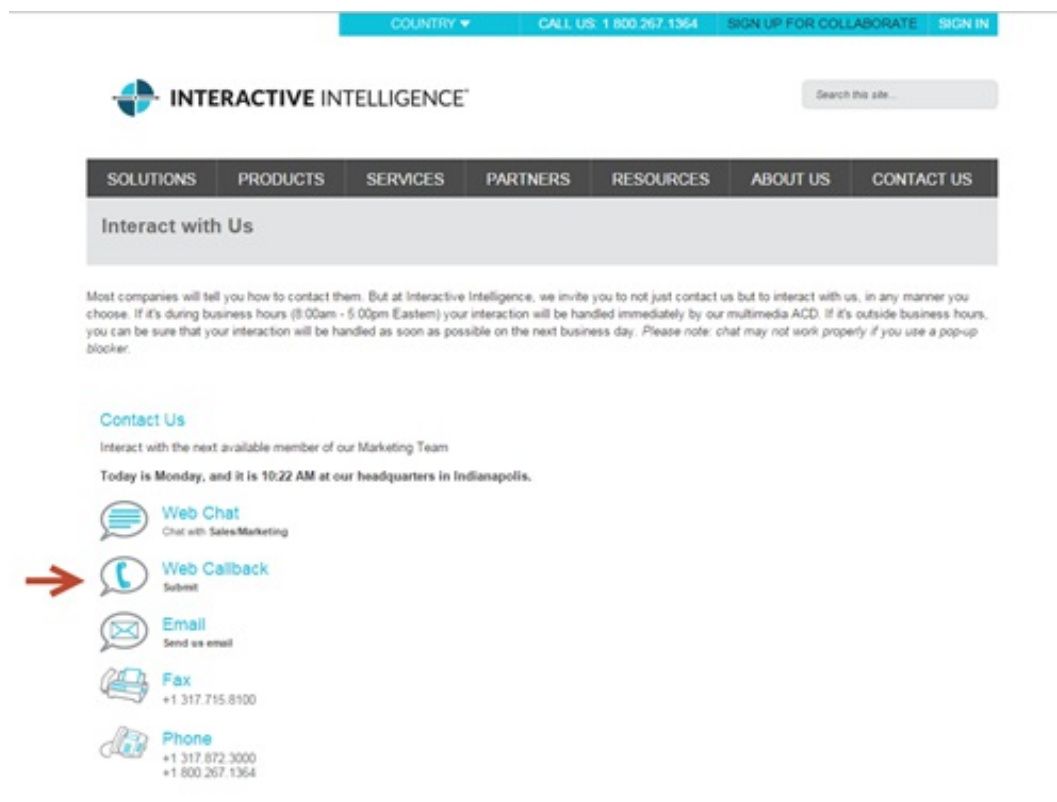 COUNTRY CALL US: 1 800.267.1364 SIGN UP FOR COLLABORATE SIGN IN
INTERACTIVE INTELLIGENCE
Search this site...
SOLUTIONS PRODUCTS SERVICES PARTNERS RESOURCES ABOUT US CONTACT US
Interact with Us
Most companies will tell you how to contact them. But at Interactive Intelligence, we invite you to not just contact us but to interact with us, in any manner you
choose. If it's during business hours (8:00am - 5:00pm Eastern) your interaction will be handled immediately by our multimedia ACD. If it's outside business hours,
you can be sure that your interaction will be handled as soon as possible on the next business day. Please note: chat may not work properly if you use a pop-up
blocker.
Contact Us
Interact with the next available member of our Marketing Team
Today is Monday, and it is 10:22 AM at our headquarters in Indianapolis.
Web Chat
Chat with Sales/Marketing
Web Callback
Submit
Email
Send us email
Fax
+1 317.715.8100
Phone
+1 317.872.3000
+1 800.267.1364